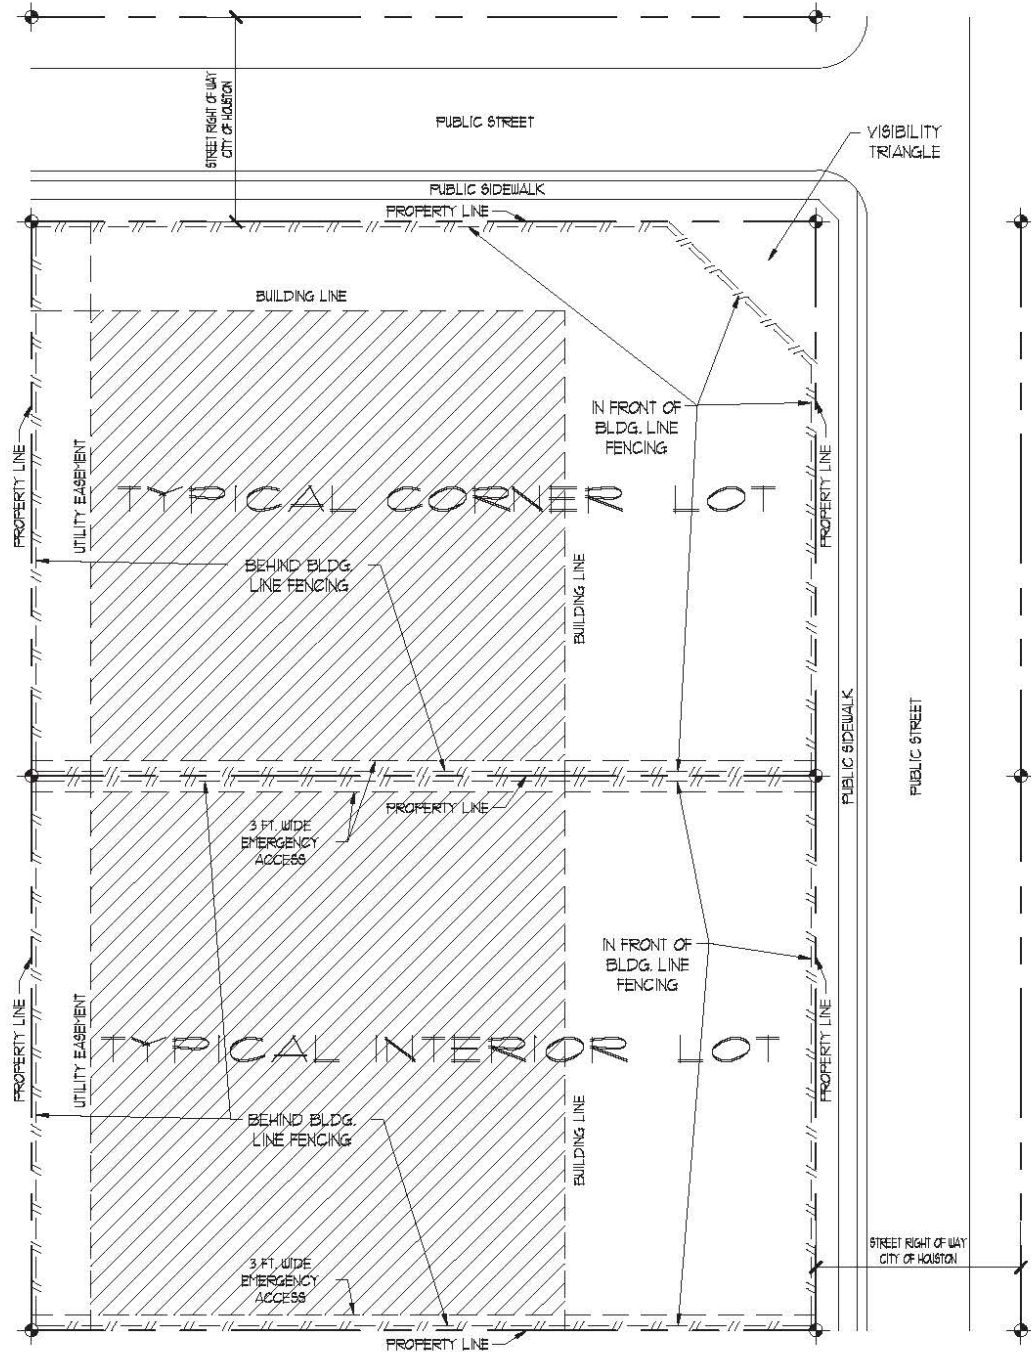 STREET RIGHT OF WAY
CITY OF HOUSTON
PUBLIC STREET
VISIBILITY
TRIANGLE
PUBLIC SIDEWALK
PROPERTY LINE
BUILDING LINE
IN FRONT OF
BLDG. LINE
FENCING
PROPERTY LINE
UTILITY EASEMENT
PROPERTY LINE
TYPICAL CORNER LOT
BEHIND BLDG.
LINE FENCING
BUILDING LINE
PUBLIC SIDEWALK
PUBLIC STREET
PROPERTY LINE
3 FT. WIDE
EMERGENCY
ACCESS
IN FRONT OF
BLDG. LINE
FENCING
PROPERTY LINE
UTILITY EASEMENT
PROPERTY LINE
TYPICAL INTERIOR LOT
BEHIND BLDG.
LINE FENCING
BUILDING LINE
STREET RIGHT OF WAY
CITY OF HOUSTON
3 FT. WIDE
EMERGENCY
ACCESS
PROPERTY LINE